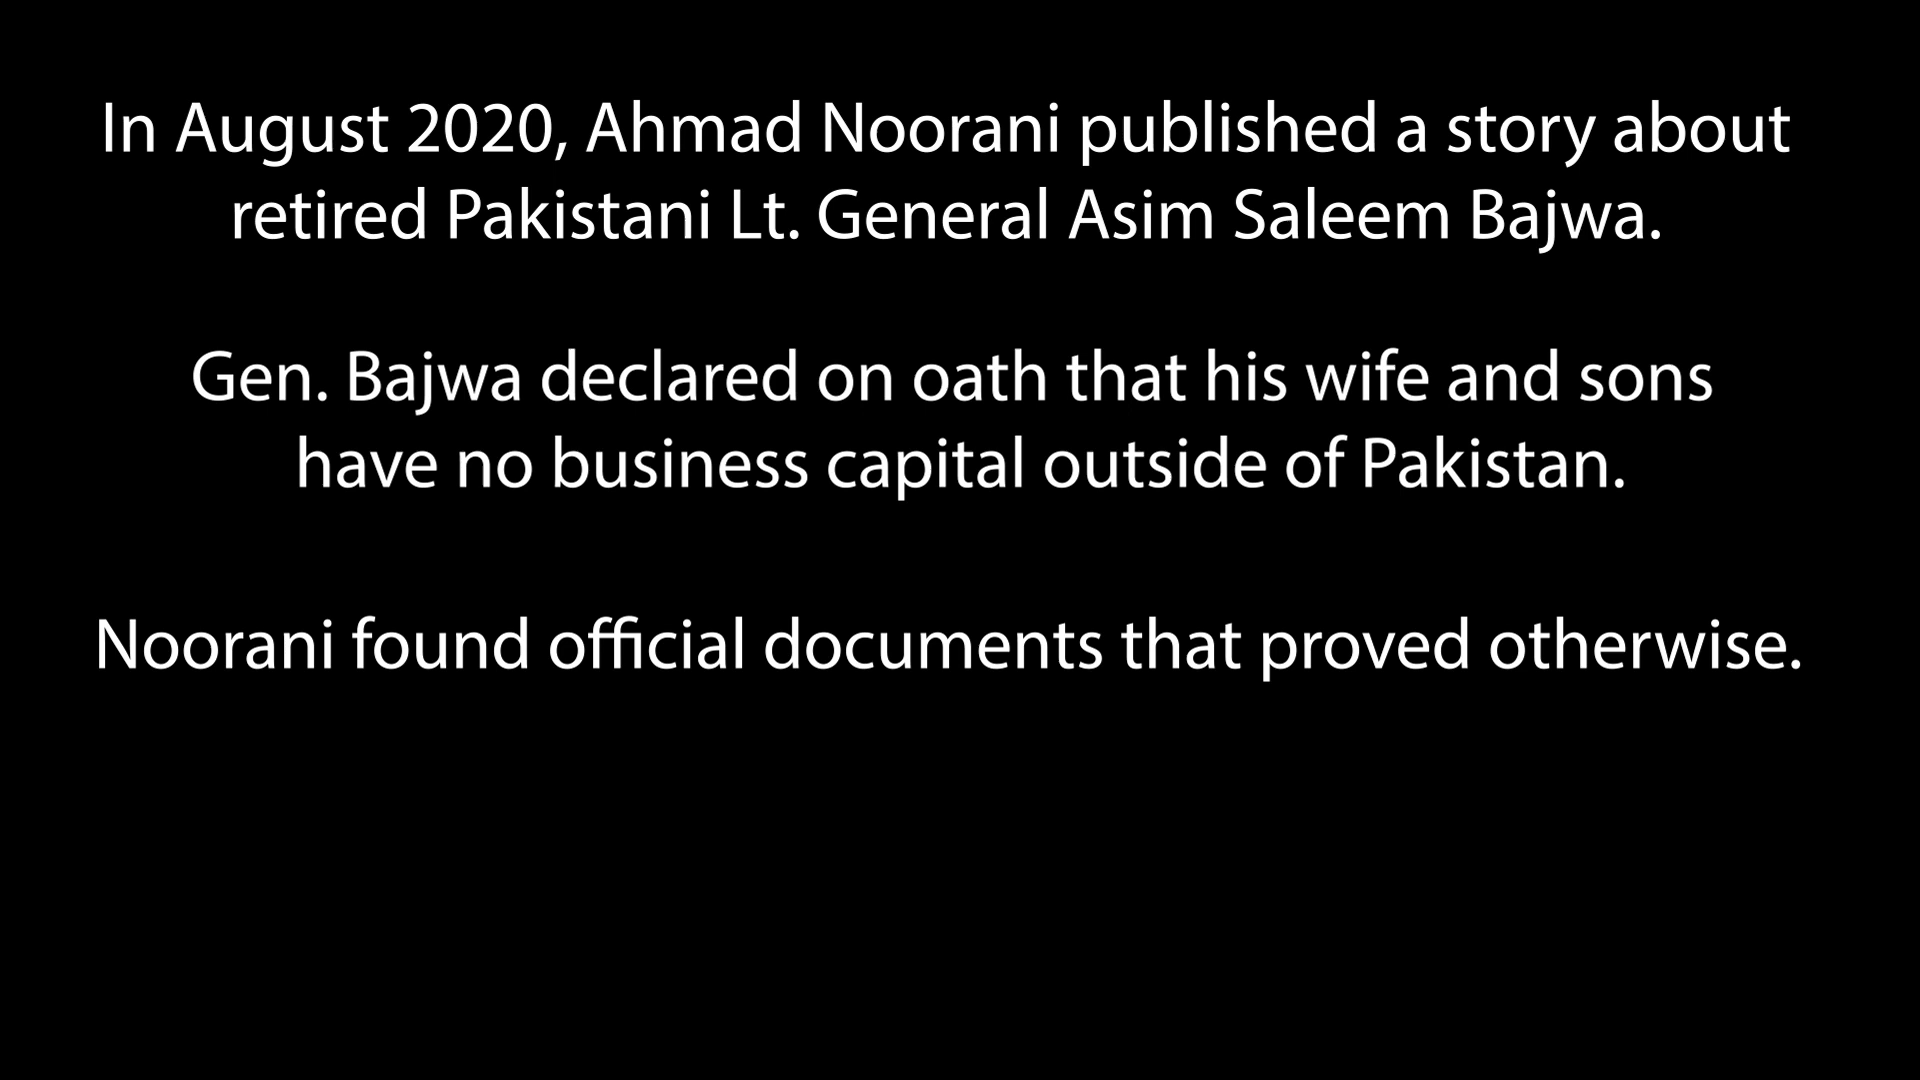 In August 2020, Ahmad Noorani published a story about
retired Pakistani Lt. General Asim Saleem Bajwa.
Gen. Bajwa declared on oath that his wife and sons
have no business capital outside of Pakistan.
Noorani found official documents that proved otherwise.